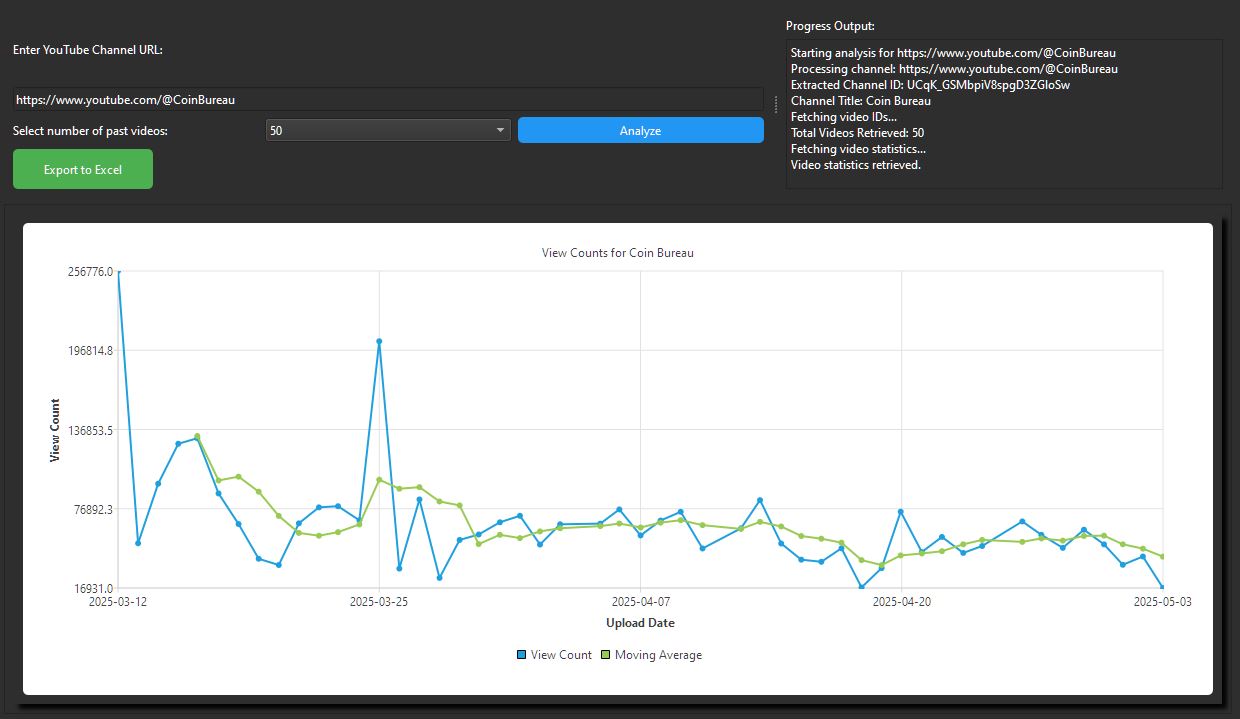 Enter YouTube Channel URL:
https://www.youtube.com/@CoinBureau
Select number of past videos:
50
Analyze
Export to Excel
Progress Output:
Starting analysis for https://www.youtube.com/@CoinBureau
Processing channel: https://www.youtube.com/@CoinBureau
Extracted Channel ID: UCqK_GSMbpiV8spgD3ZGloSw
Channel Title: Coin Bureau
Fetching video IDs...
Total Videos Retrieved: 50
Fetching video statistics...
Video statistics retrieved.
View Counts for Coin Bureau
256776.0
196814.8
136853.5
76892.3
16931.0
View Count
2025-03-12
2025-03-25
2025-04-07
2025-04-20
2025-05-03
Upload Date
View Count
Moving Average